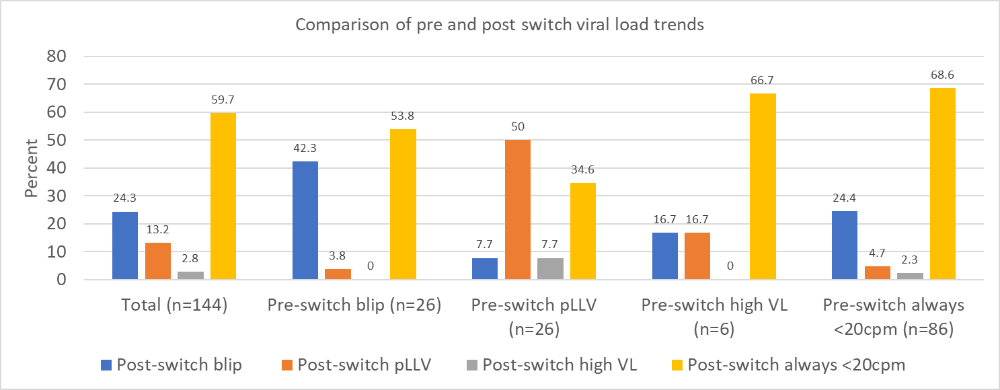 Comparison of pre and post switch viral load trends
Percent
80
70
60
50
40
30
20
10
0
24.3
13.2
2.8
59.7
42.3
3.8
0
53.8
7.7
50
7.7
34.6
16.7
16.7
0
66.7
24.4
4.7
2.3
68.6
Total (n=144)
Pre-switch blip (n=26)
Pre-switch pLLV
(n=26)
Pre-switch high VL
(n=6)
Pre-switch always
<20cpm (n=86)
Post-switch blip
Post-switch pLLV
Post-switch high VL
Post-switch always <20cpm